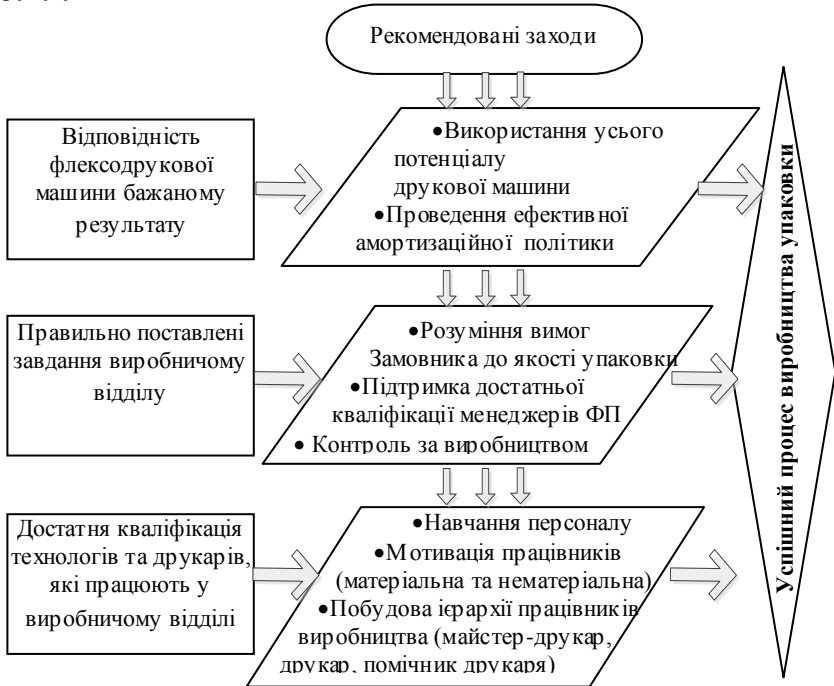 Рекомендовані заходи
Відповідність
флексодрукової
машини бажаному
результату
•Використання усього
потенціалу
друкової машини
•Проведення ефективної
амортизаційної політики
Правильно поставлені
завдання виробничому
відділу
•Розуміння вимог
Замовника до якості упаковки
•Підтримка достатньої
кваліфікації менеджерів ФП
• Контроль за виробництвом
Достатня кваліфікація
технологів та друкарів,
які працюють у
виробничому відділі
•Навчання персоналу
•Мотивація працівників
(матеріальна та нематеріальна)
•Побудова ієрархії працівників
виробництва (майстер-друкар,
друкар, помічник друкаря)
Успішний процес виробництва упаковки